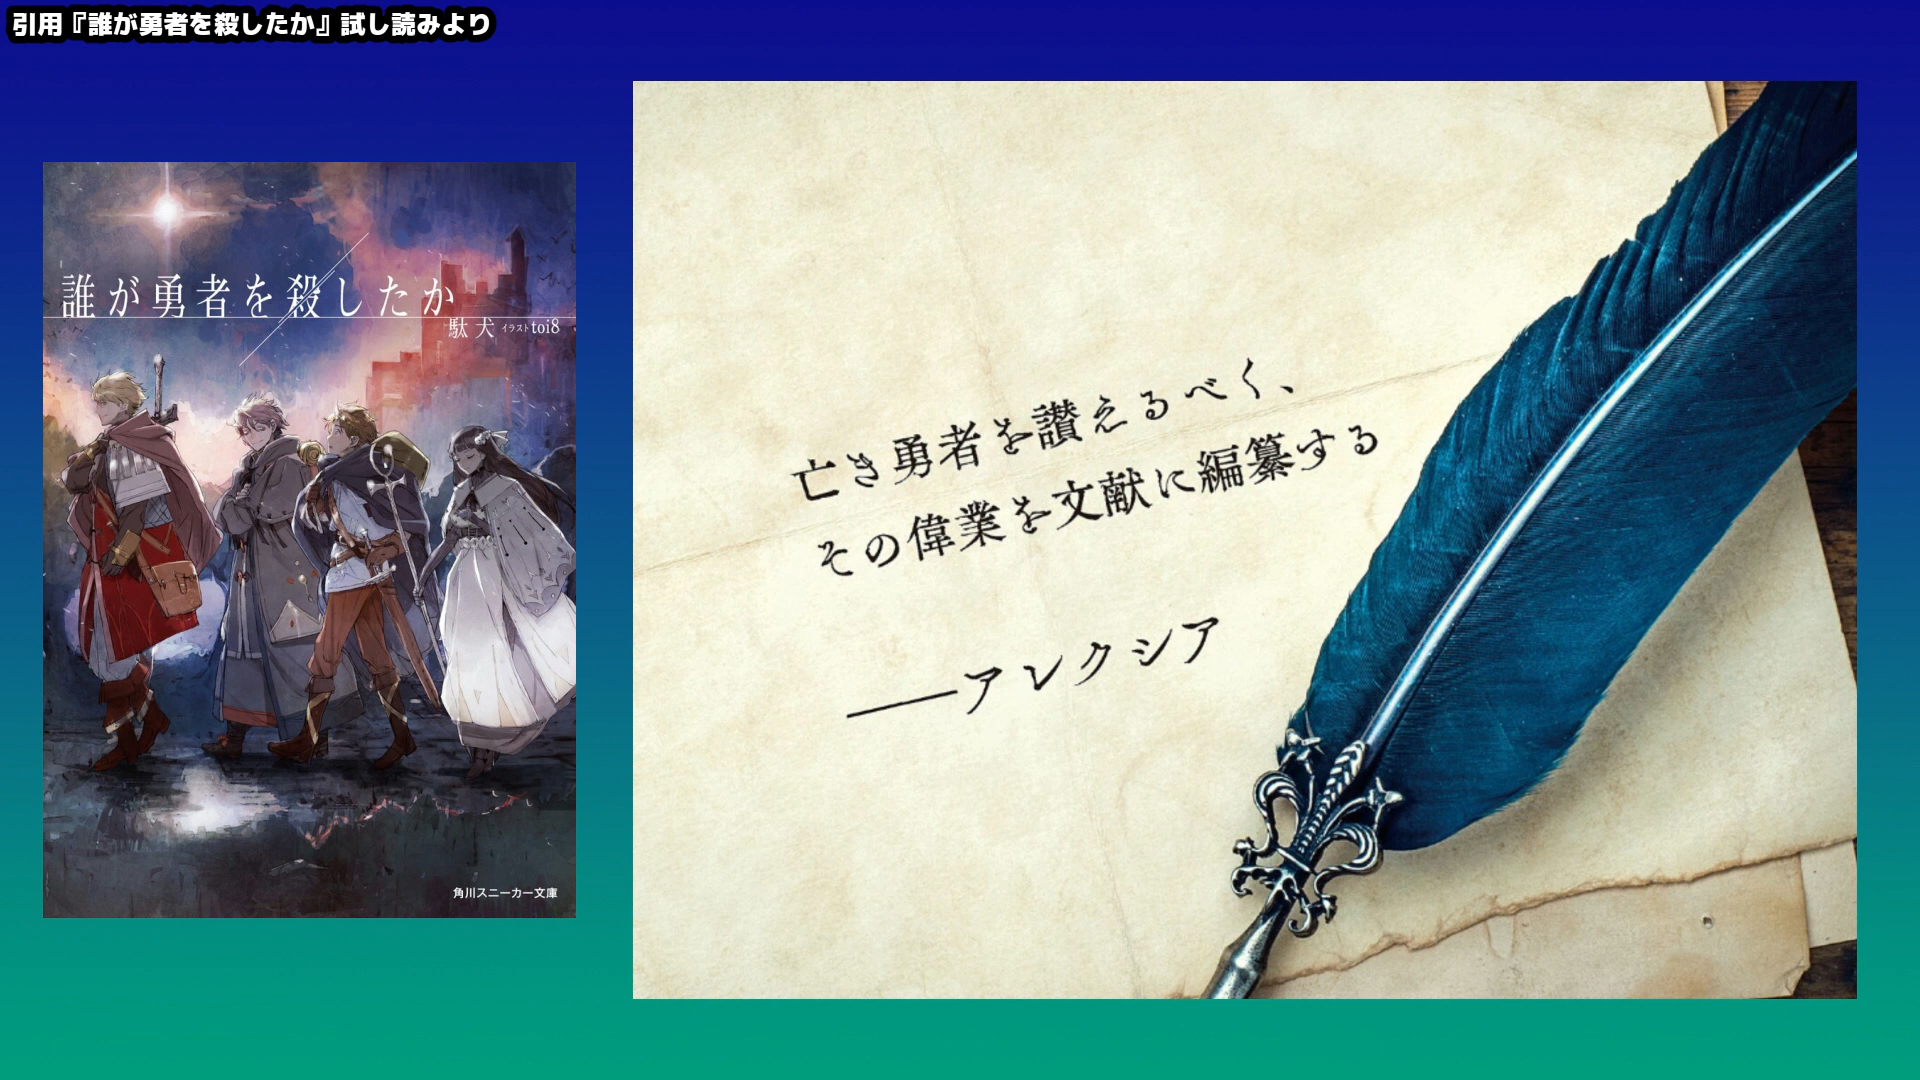 引用『誰が勇者を殺したか』試し読みより
誰が勇者を殺したか
駄犬 イラスト toi8
角川スニーカー文庫
亡き勇者を讃えるべく、
その偉業を文献に編纂する
――アレクシア